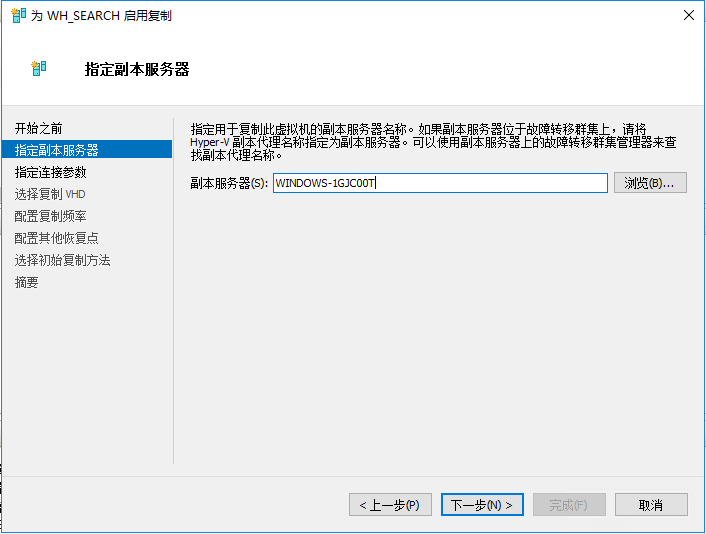 为 WH_SEARCH 启用复制
指定副本服务器
开始之前
指定副本服务器
指定连接参数
选择复制 VHD
配置复制频率
配置其他恢复点
选择初始复制方法
摘要
指定用于复制此虚拟机的副本服务器名称。如果副本服务器位于故障转移群集上，请将
Hyper-V 副本代理名称指定为副本服务器。可以使用副本服务器上的故障转移群集管理器来查
找副本代理名称。
副本服务器(S): WINDOWS-1GJC00T 浏览(B)...
< 上一步(P) 下一步(N) > 完成(F) 取消